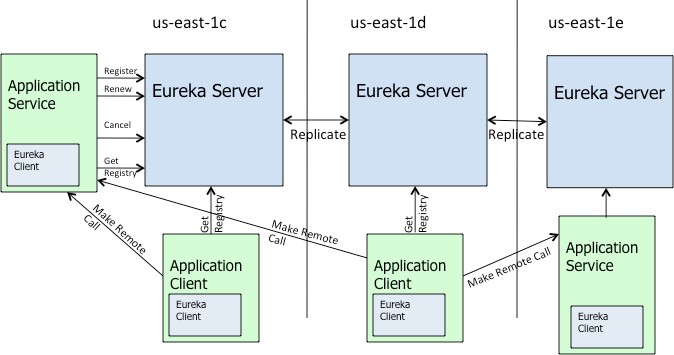 us-east-1c
us-east-1d
us-east-1e
Application
Service
Eureka
Client
Register
Renew
Cancel
Get
Registry
Eureka Server
Replicate
Eureka Server
Replicate
Eureka Server
Make Remote
Call
Get
Registry
Make Remote
Call
Get
Registry
Make Remote Call
Application
Client
Eureka
Client
Application
Client
Eureka
Client
Application
Service
Eureka
Client